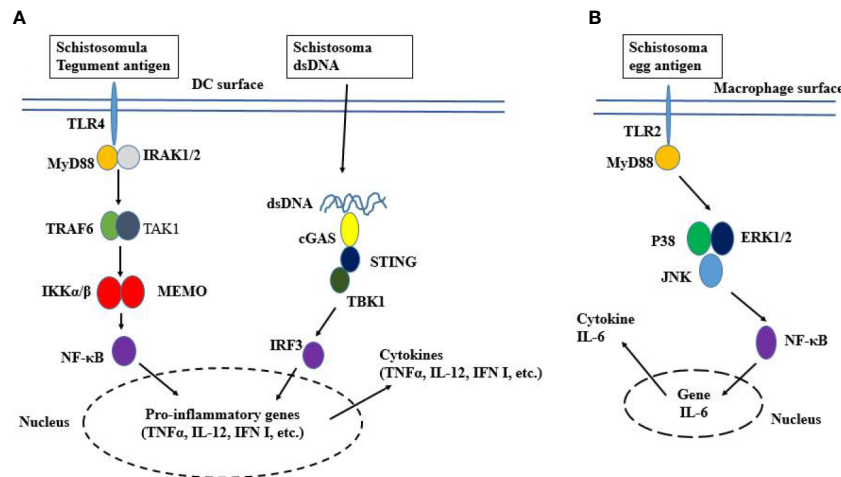 A
Schistosomula
Tegument antigen
Schistosoma
dsDNA
DC surface
TLR4
MyD88
IRAK1/2
TRAF6
TAK1
IKKα/β
MEMO
NF-κB
dsDNA
cGAS
STING
TBK1
IRF3
Cytokines
(TNFα, IL-12, IFN I, etc.)
Nucleus
Pro-inflammatory genes
(TNFα, IL-12, IFN I, etc.)
B
Schistosoma
egg antigen
Macrophage surface
TLR2
MyD88
P38
ERK1/2
JNK
Cytokine
IL-6
NF-κB
Gene
IL-6
Nucleus